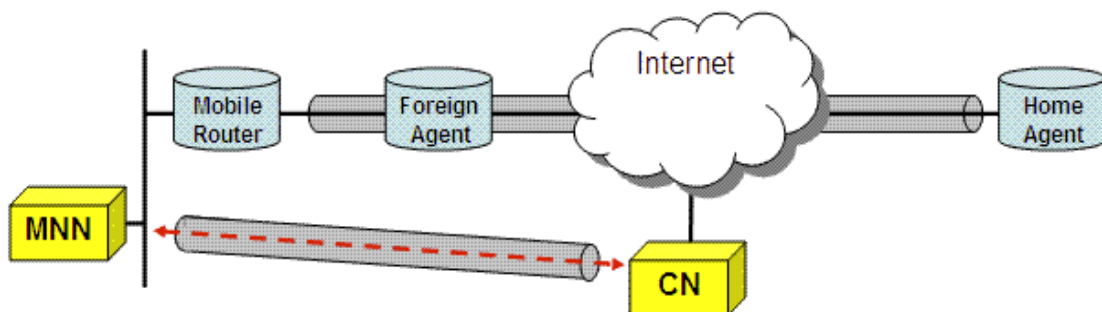 Internet
Mobile
Router
Foreign
Agent
Home
Agent
MNN
CN